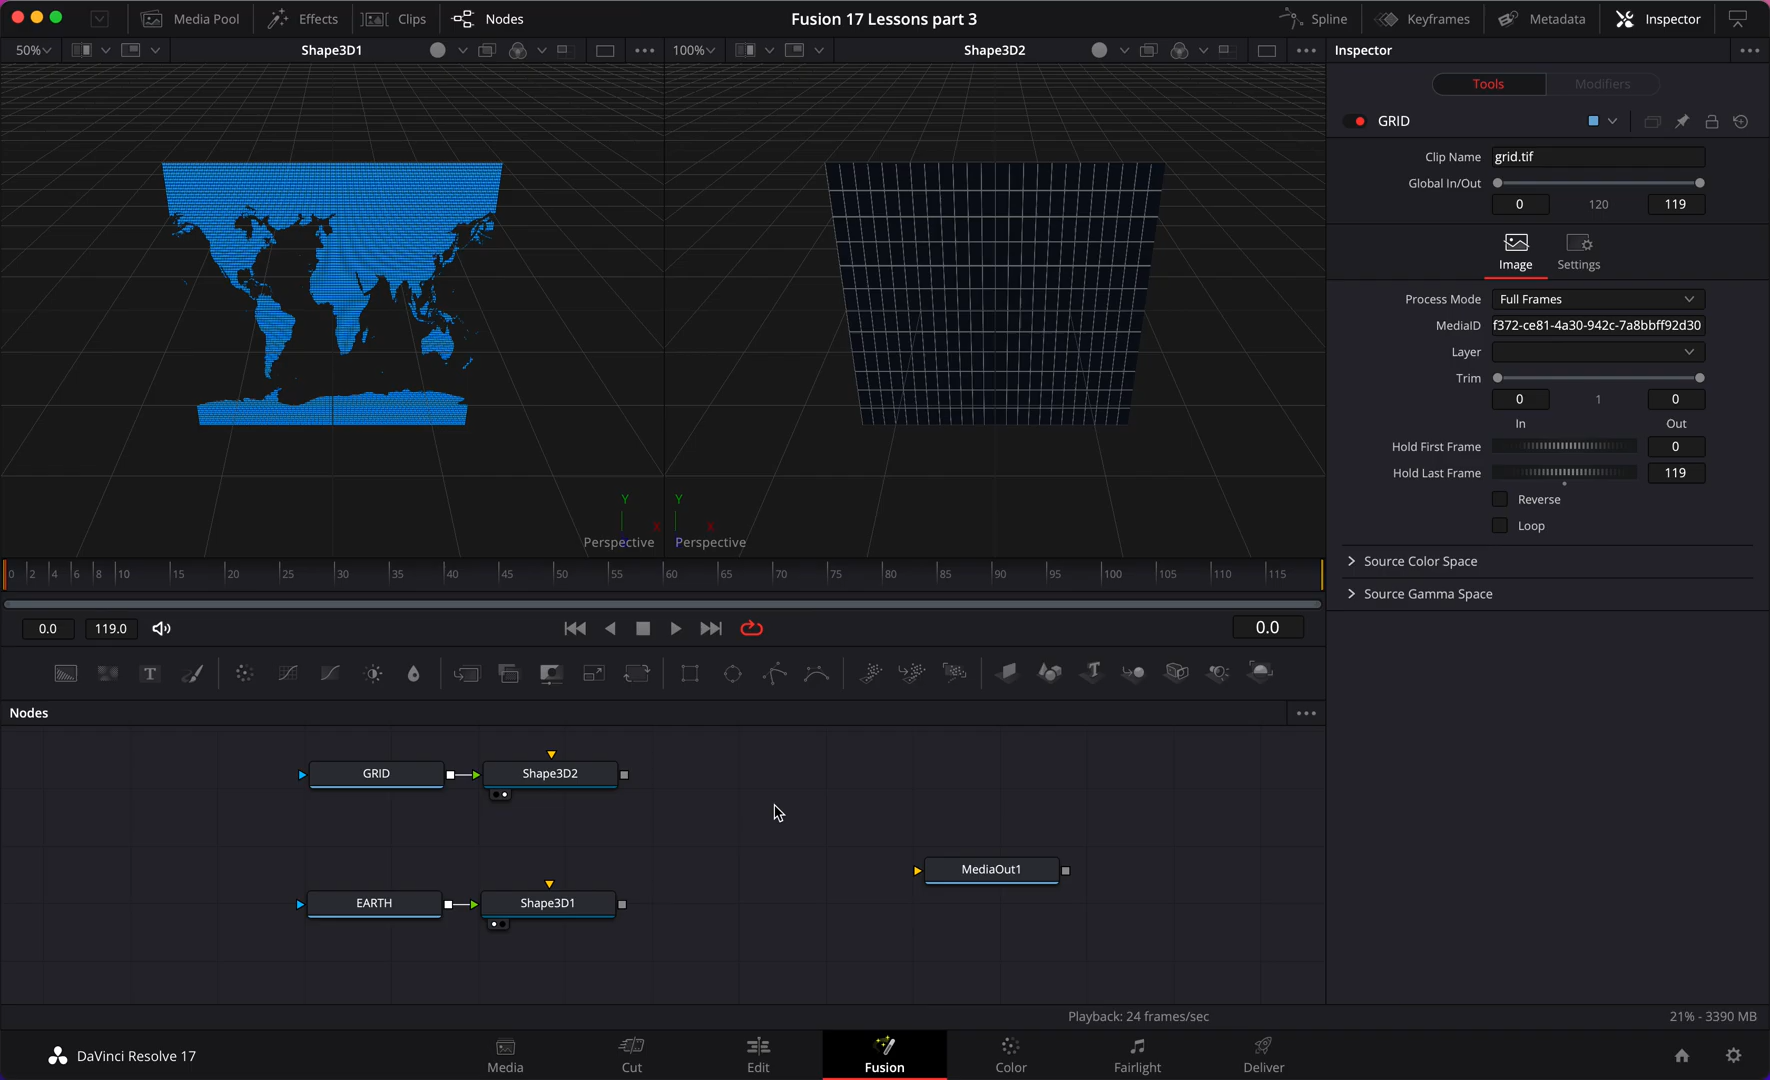 Media Pool
Effects
Clips
Nodes
Fusion 17 Lessons part 3
Spline
Keyframes
Metadata
Inspector
50%
Shape3D1
100%
Shape3D2
Inspector
Tools
Modifiers
GRID
Clip Name
grid.tif
Global In/Out
0
120
119
Image
Settings
Process Mode
Full Frames
MediaID
f372-ce81-4a30-942c-7a8bbff92d30
Layer
Trim
0
1
0
In
Out
Hold First Frame
0
Hold Last Frame
119
Reverse
Loop
Source Color Space
Source Gamma Space
Y
X
Perspective
Y
X
Perspective
0 2 4 6 8 10 15 20 25 30 35 40 45 50 55 60 65 70 75 80 85 90 95 100 105 110 115
0.0
119.0
0.0
T
T
Nodes
GRID
Shape3D2
MediaOut1
EARTH
Shape3D1
Playback: 24 frames/sec
21% - 3390 MB
DaVinci Resolve 17
Media
Cut
Edit
Fusion
Color
Fairlight
Deliver